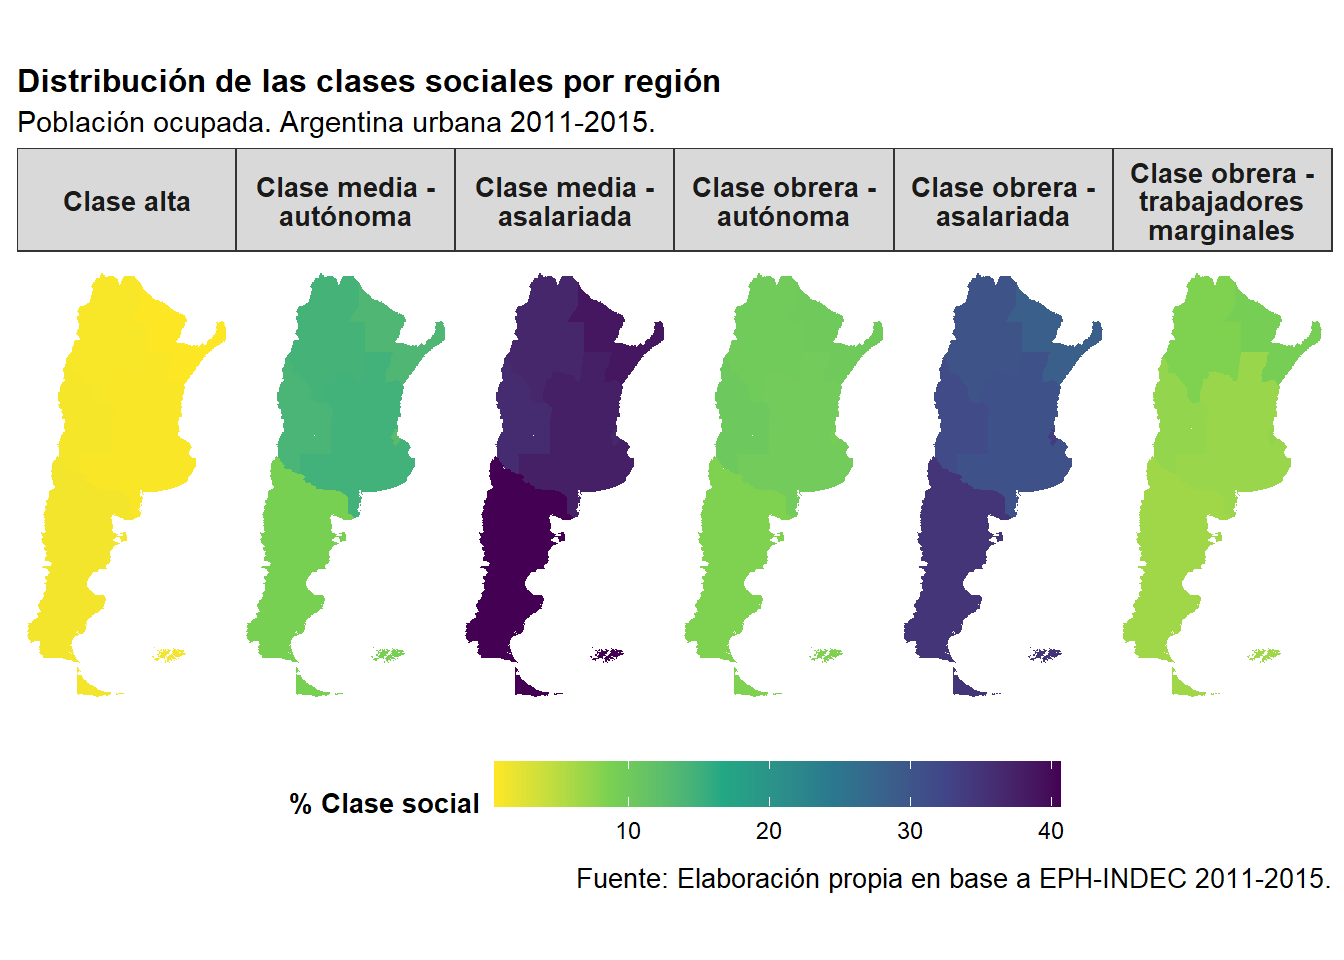 Distribución de las clases sociales por región
Población ocupada. Argentina urbana 2011-2015.
Clase alta
Clase media -
autónoma
Clase media -
asalariada
Clase obrera -
autónoma
Clase obrera -
asalariada
Clase obrera -
trabajadores
marginales
% Clase social
10
20
30
40
Fuente: Elaboración propia en base a EPH-INDEC 2011-2015.